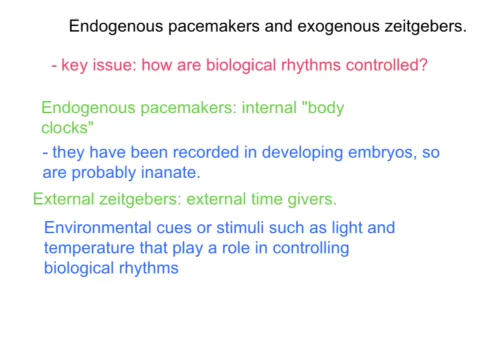 Endogenous pacemakers and exogenous zeitgebers.
- key issue: how are biological rhythms controlled?
Endogenous pacemakers: internal "body
clocks"
- they have been recorded in developing embryos, so
are probably inanate.
External zeitgebers: external time givers.
Environmental cues or stimuli such as light and
temperature that play a role in controlling
biological rhythms